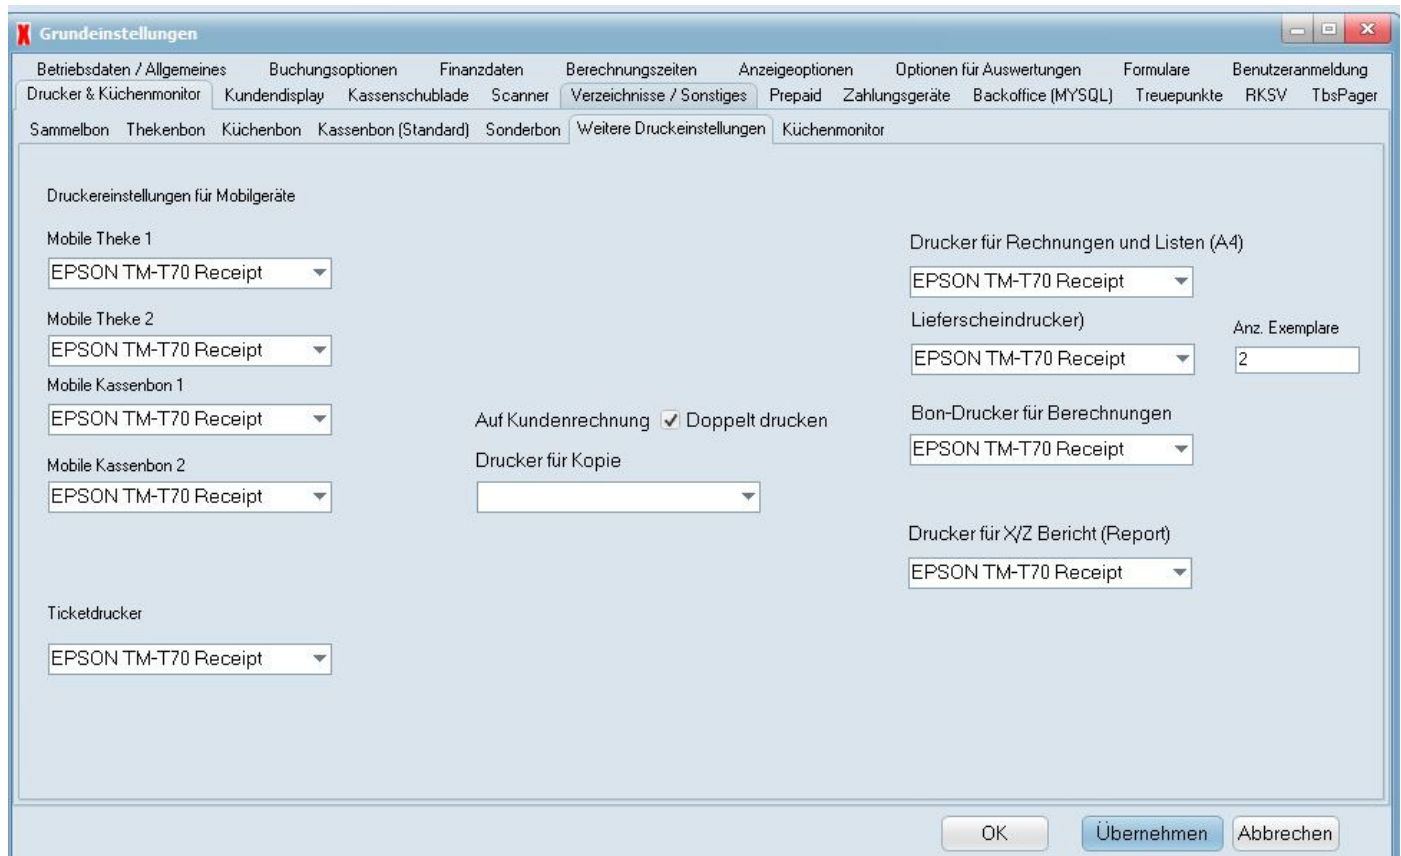 Grundeinstellungen
Betriebsdaten / Allgemeines Buchungsoptionen Finanzdaten Berechnungszeiten Anzeigeoptionen Optionen für Auswertungen Formulare Benutzeranmeldung
Drucker & Küchenmonitor Kundendisplay Kassenschublade Scanner Verzeichnisse / Sonstiges Prepaid Zahlungsgeräte Backoffice (MYSQL) Treuepunkte RKSV TbsPager
Sammelbon Thekenbon Küchenbon Kassenbon (Standard) Sonderbon Weitere Druckeinstellungen Küchenmonitor
Druckereinstellungen für Mobilgeräte
Mobile Theke 1
EPSON TM-T70 Receipt
Mobile Theke 2
EPSON TM-T70 Receipt
Mobile Kassenbon 1
EPSON TM-T70 Receipt
Mobile Kassenbon 2
EPSON TM-T70 Receipt
Ticketdrucker
EPSON TM-T70 Receipt
Auf Kundenrechnung Doppelt drucken
Drucker für Kopie
Drucker für Rechnungen und Listen (A4)
EPSON TM-T70 Receipt
Lieferscheindrucker)
EPSON TM-T70 Receipt
Anz. Exemplare
2
Bon-Drucker für Berechnungen
EPSON TM-T70 Receipt
Drucker für X/Z Bericht (Report)
EPSON TM-T70 Receipt
OK Übernehmen Abbrechen